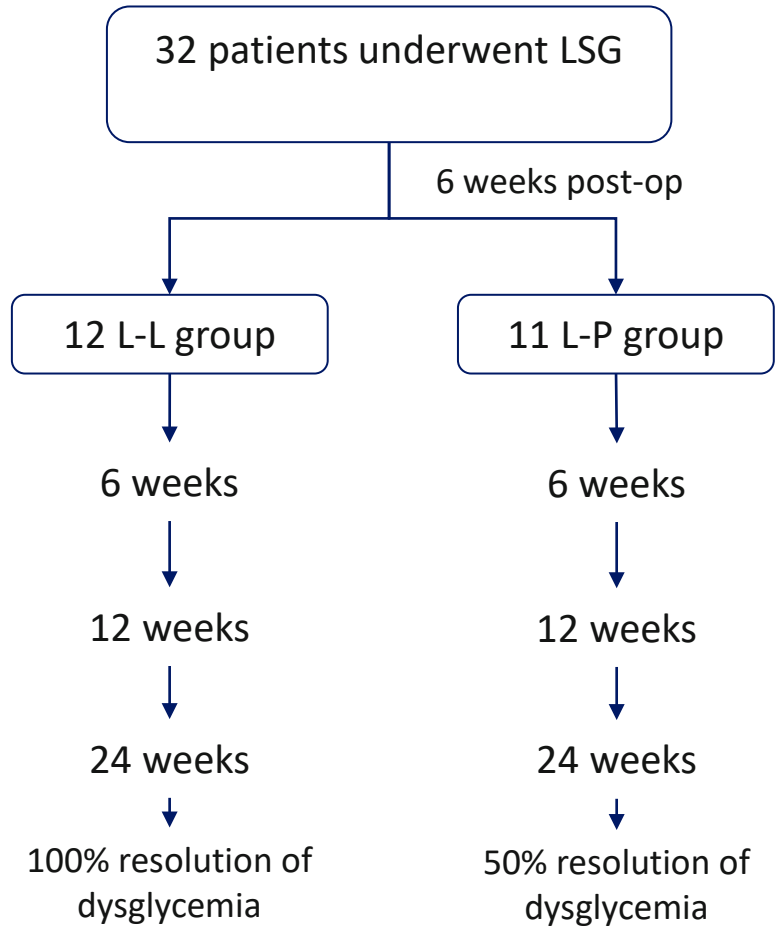 32 patients underwent LSG
6 weeks post-op
12 L-L group
11 L-P group
6 weeks
6 weeks
12 weeks
12 weeks
24 weeks
24 weeks
100% resolution of
dysglycemia
50% resolution of
dysglycemia